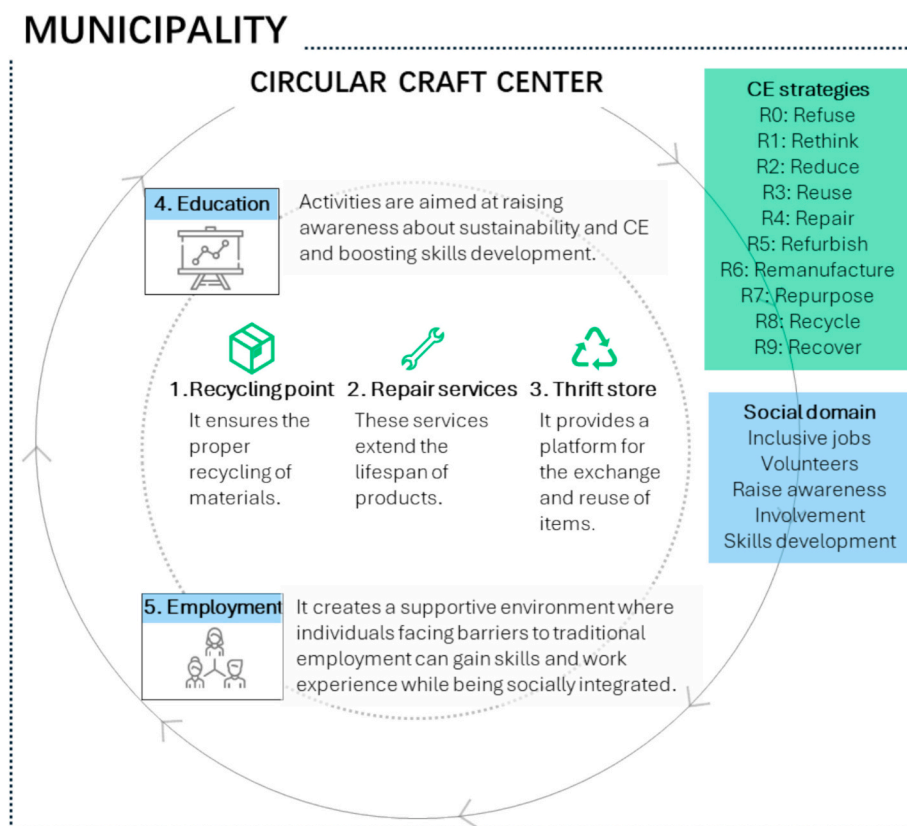 MUNICIPALITY
CIRCULAR CRAFT CENTER
CE strategies
R0: Refuse
R1: Rethink
R2: Reduce
R3: Reuse
R4: Repair
R5: Refurbish
R6: Remanufacture
R7: Repurpose
R8: Recycle
R9: Recover
4. Education
Activities are aimed at raising
awareness about sustainability and CE
and boosting skills development.
1. Recycling point
It ensures the
proper
recycling of
materials.
2. Repair services
These services
extend the
lifespan of
products.
3. Thrift store
It provides a
platform for
the exchange
and reuse of
items.
Social domain
Inclusive jobs
Volunteers
Raise awareness
Involvement
Skills development
5. Employment
It creates a supportive environment where
individuals facing barriers to traditional
employment can gain skills and work
experience while being socially integrated.